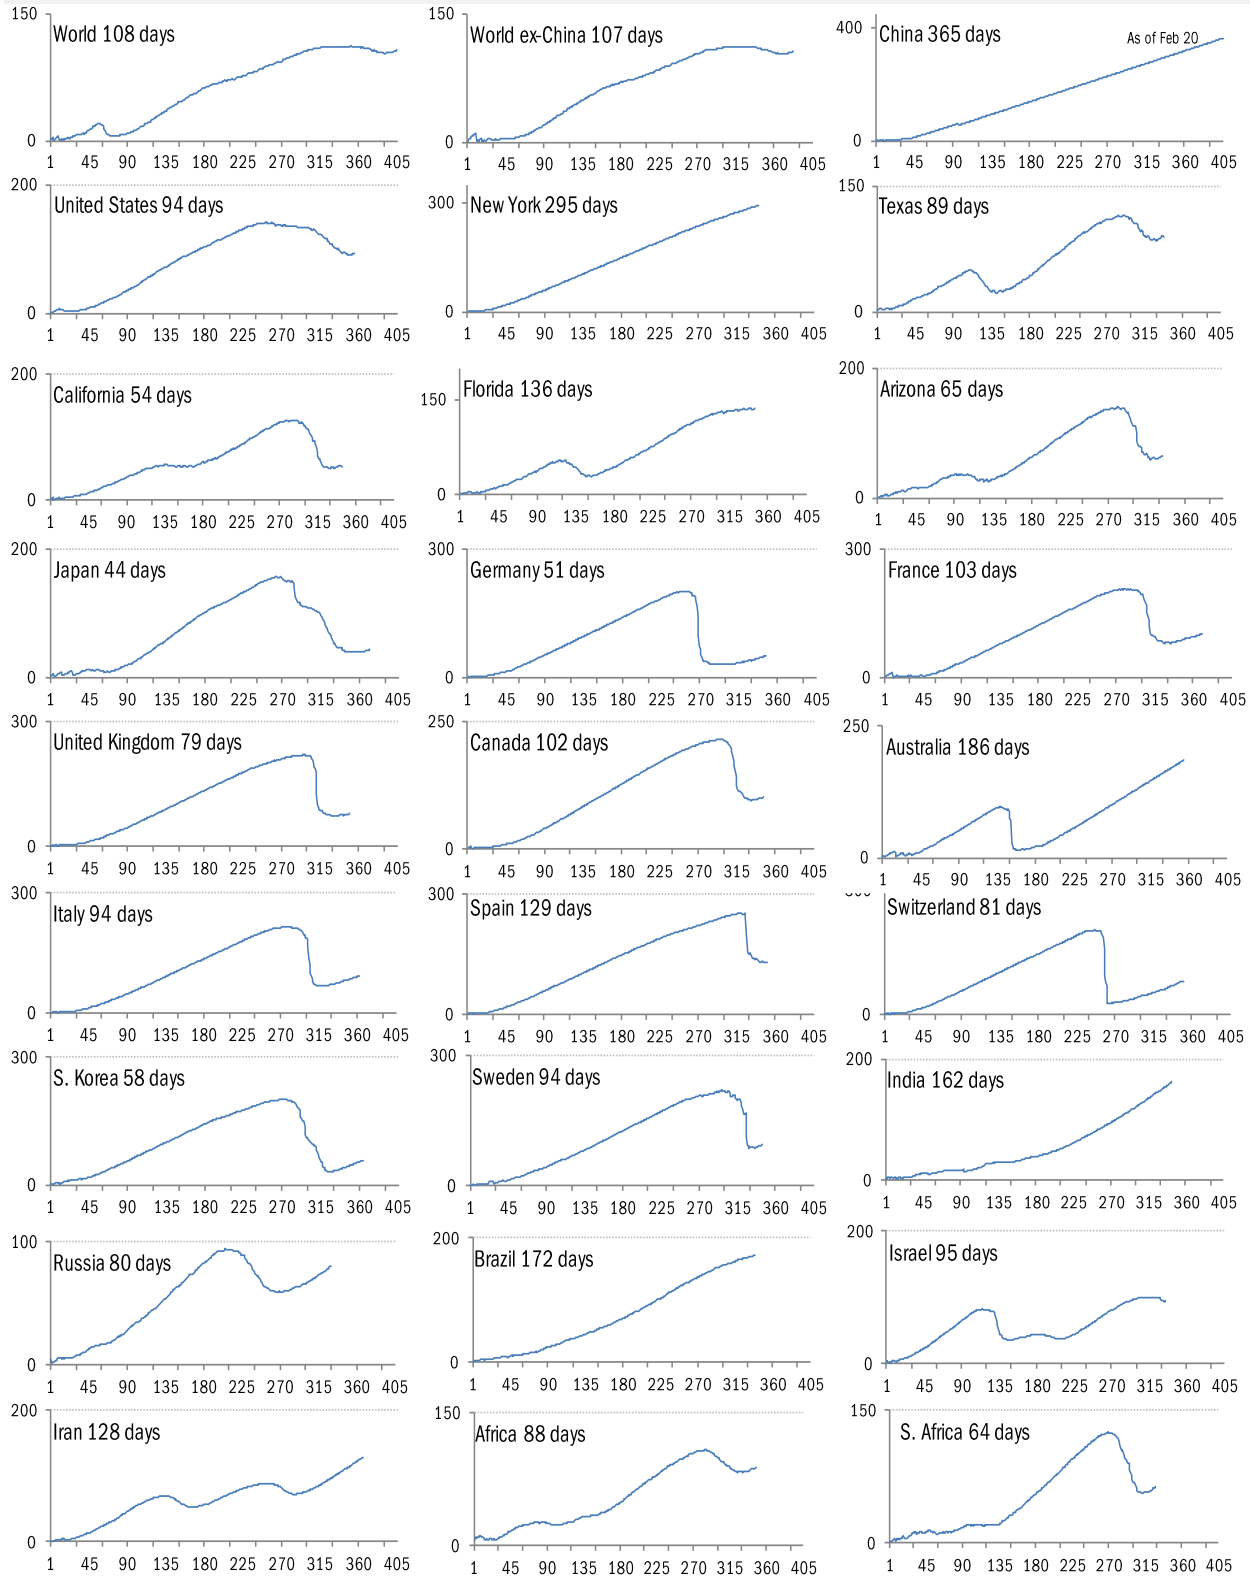 150 150
World 108 days World ex-China 107 days 400 China 365 days As of Feb 20
0 0 0
1 45 90 135 180 225 270 315 360 405 1 45 90 135 180 225 270 315 360 405 1 45 90 135 180 225 270 315 360 405
200 150
United States 94 days 300 New York 295 days Texas 89 days
0 0 0
1 45 90 135 180 225 270 315 360 405 1 45 90 135 180 225 270 315 360 405 1 45 90 135 180 225 270 315 360 405
200 200
California 54 days 150 Florida 136 days Arizona 65 days
0 0 0
1 45 90 135 180 225 270 315 360 405 1 45 90 135 180 225 270 315 360 405 1 45 90 135 180 225 270 315 360 405
200 300 300
Japan 44 days Germany 51 days France 103 days
0 0 0
1 45 90 135 180 225 270 315 360 405 1 45 90 135 180 225 270 315 360 405 1 45 90 135 180 225 270 315 360 405
300 250 250
United Kingdom 79 days Canada 102 days Australia 186 days
0 0 0
1 45 90 135 180 225 270 315 360 405 1 45 90 135 180 225 270 315 360 405 1 45 90 135 180 225 270 315 360 405
300 300
Italy 94 days Spain 129 days Switzerland 81 days
0 0 0
1 45 90 135 180 225 270 315 360 405 1 45 90 135 180 225 270 315 360 405 1 45 90 135 180 225 270 315 360 405
300 300 200
S. Korea 58 days Sweden 94 days India 162 days
0 0 0
1 45 90 135 180 225 270 315 360 405 1 45 90 135 180 225 270 315 360 405 1 45 90 135 180 225 270 315 360 405
100 200 200
Russia 80 days Brazil 172 days Israel 95 days
0 0 0
1 45 90 135 180 225 270 315 360 405 1 45 90 135 180 225 270 315 360 405 1 45 90 135 180 225 270 315 360 405
200 150 150
Iran 128 days Africa 88 days S. Africa 64 days
0 0 0
1 45 90 135 180 225 270 315 360 405 1 45 90 135 180 225 270 315 360 405 1 45 90 135 180 225 270 315 360 405